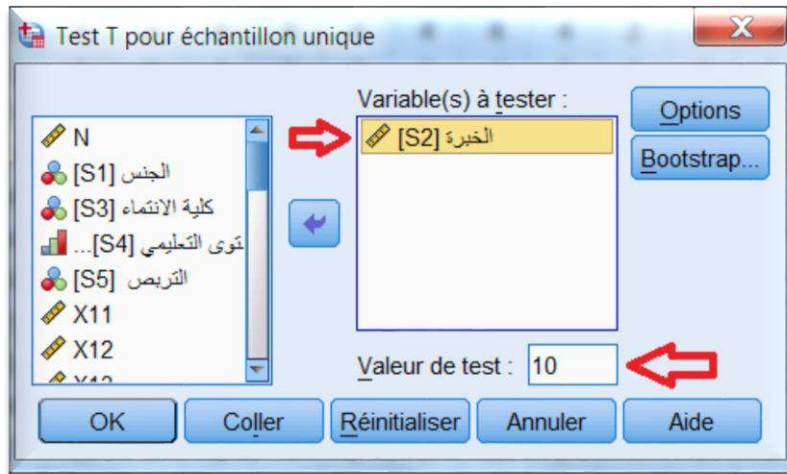 Test T pour échantillon unique
N
الجنس [S1]
كلية الانتماء [S3]
توى التعليمي [S4]...
التربص [S5]
X11
X12
Variable(s) à tester :
الخبرة [S2]
Valeur de test : 10
Options
Bootstrap...
OK
Coller
Réinitialiser
Annuler
Aide